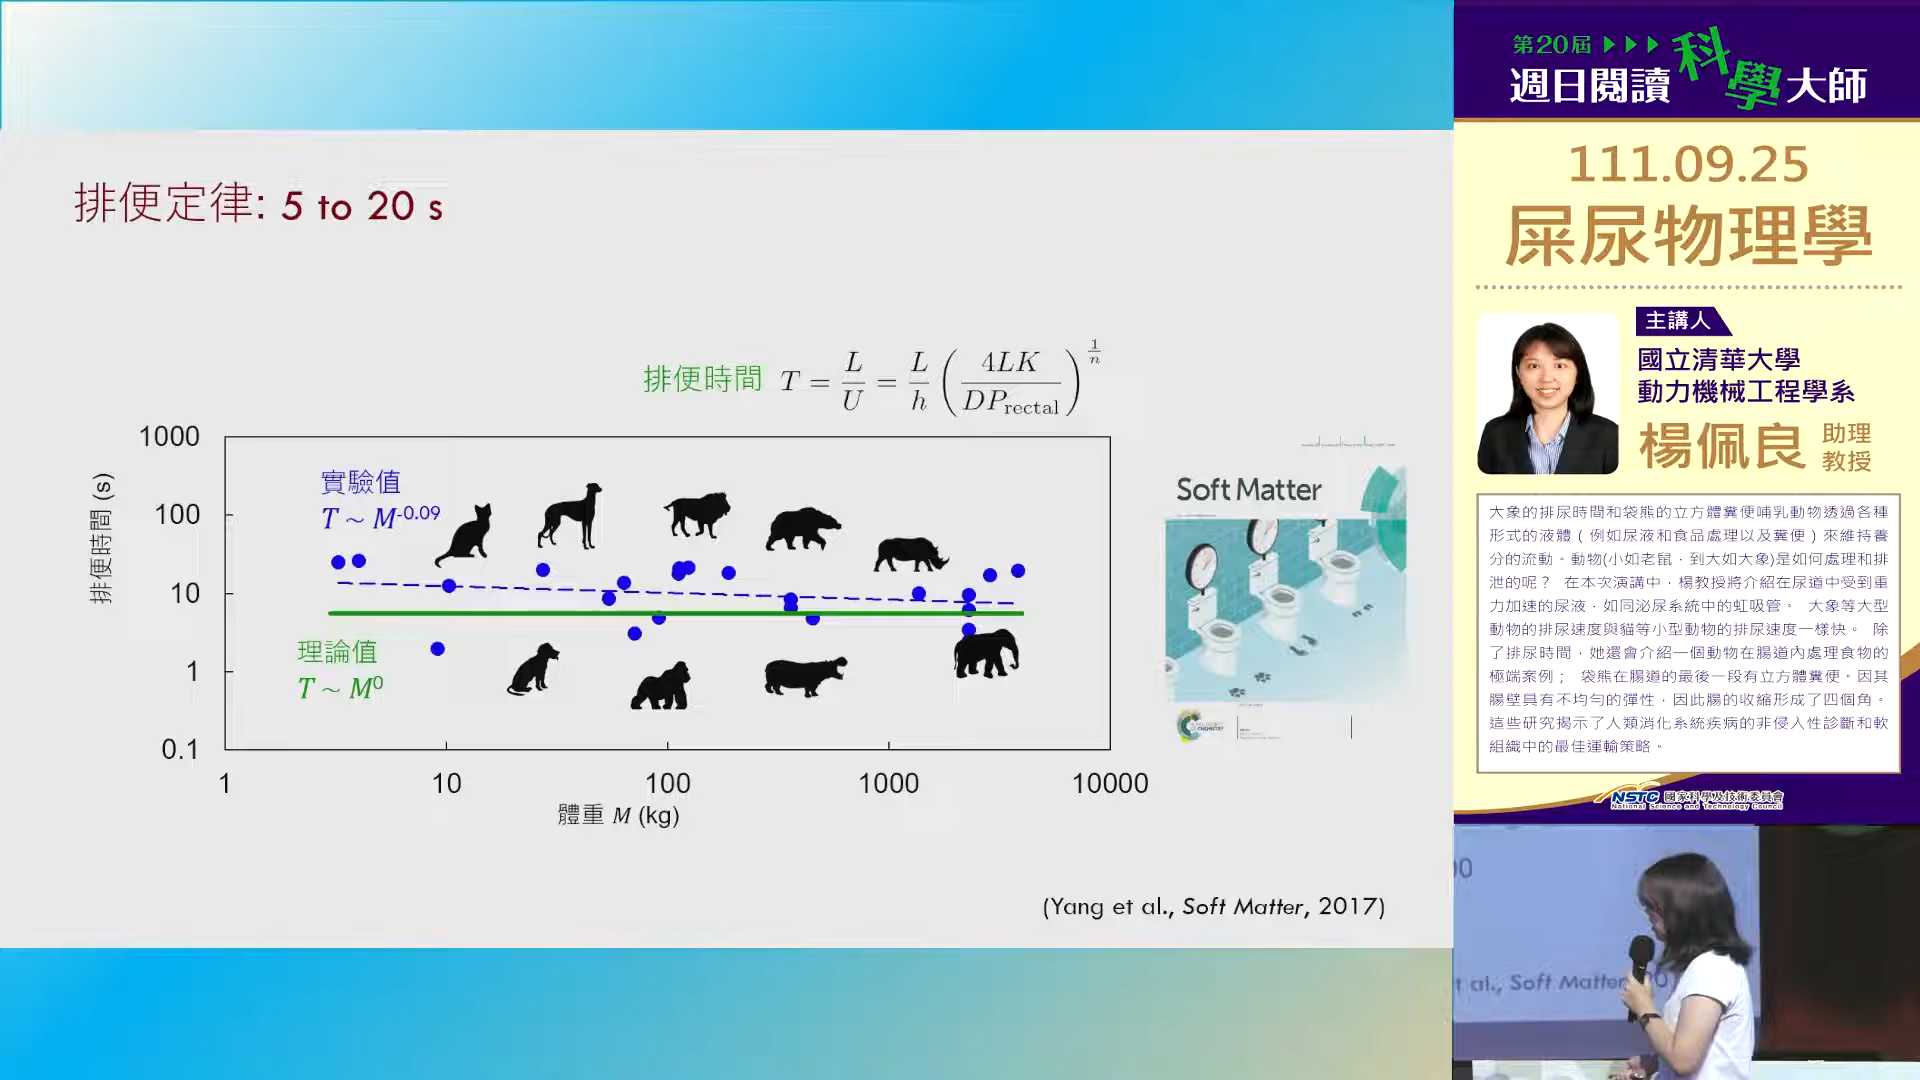 排便定律: 5 to 20 s
排便時間 T = L/U = L/h (4LK/DP_rectal)^(1/n)
1000
100
10
1
0.1
排便時間 (s)
實驗值
T ~ M^-0.09
理論值
T ~ M^0
1
10
100
1000
10000
體重 M (kg)
Soft Matter
(Yang et al., Soft Matter, 2017)
第20屆
週日閱讀科學大師
111.09.25
屎尿物理學
主講人
國立清華大學
動力機械工程學系
楊佩良 助理教授
大象的排尿時間和袋熊的立方體糞便哺乳動物透過各種
形式的液體（例如尿液和食品處理以及糞便）來維持養
分的流動。動物(小如老鼠，到大如大象)是如何處理和排
泄的呢？ 在本次演講中，楊教授將介紹在尿道中受到重
力加速的尿液，如同泌尿系統中的虹吸管。 大象等大型
動物的排尿速度與貓等小型動物的排尿速度一樣快。 除
了排尿時間，她還會介紹一個動物在腸道內處理食物的
極端案例； 袋熊在腸道的最後一段有立方體糞便。因其
腸壁具有不均勻的彈性，因此腸的收縮形成了四個角。
這些研究揭示了人類消化系統疾病的非侵入性診斷和軟
組織中的最佳運輸策略。
NSTC 國家科學及技術委員會
National Science and Technology Council
00
t al., Soft Matter, 20